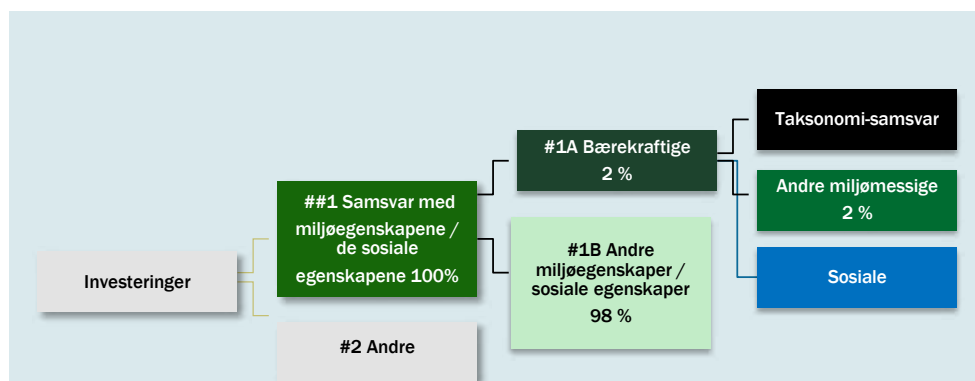 Investeringer
##1 Samsvar med
miljøegenskapene /
de sosiale
egenskapene 100%
#2 Andre
#1A Bærekraftige
2 %
#1B Andre
miljøegenskaper /
sosiale egenskaper
98 %
Taksonomi-samsvar
Andre miljømessige
2 %
Sosiale